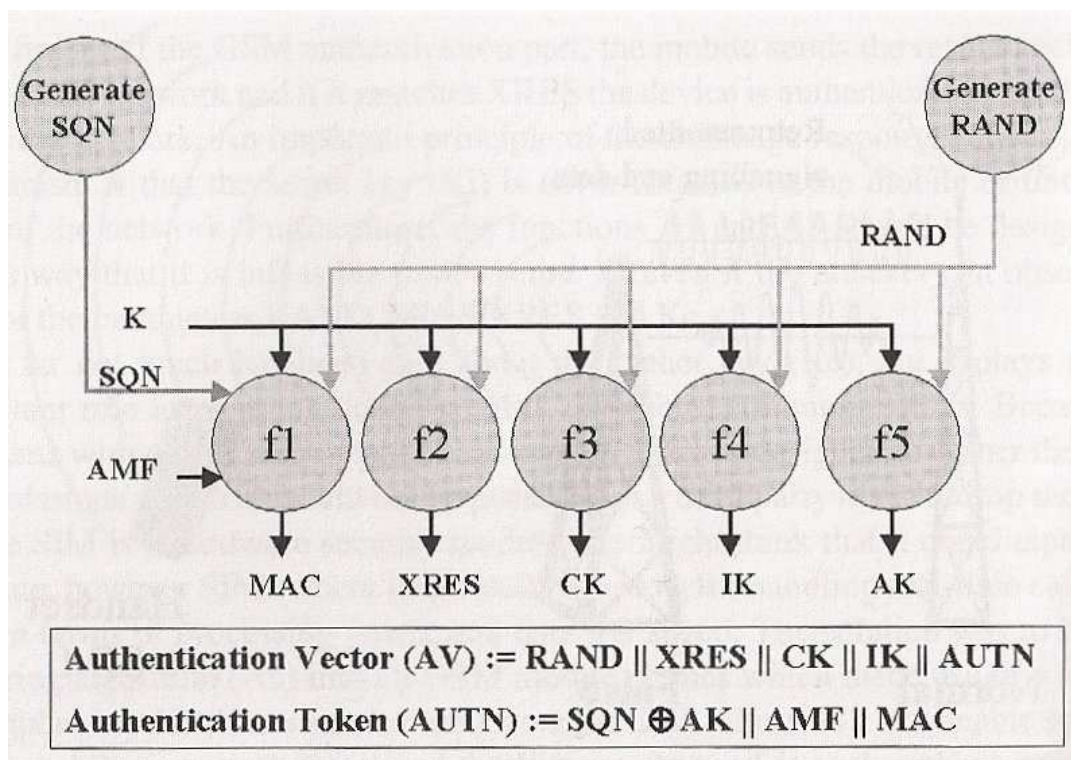 Generate
SQN
Generate
RAND
RAND
K
SQN
AMF
f1
f2
f3
f4
f5
MAC
XRES
CK
IK
AK
Authentication Vector (AV) := RAND || XRES || CK || IK || AUTN
Authentication Token (AUTN) := SQN ⊕ AK || AMF || MAC